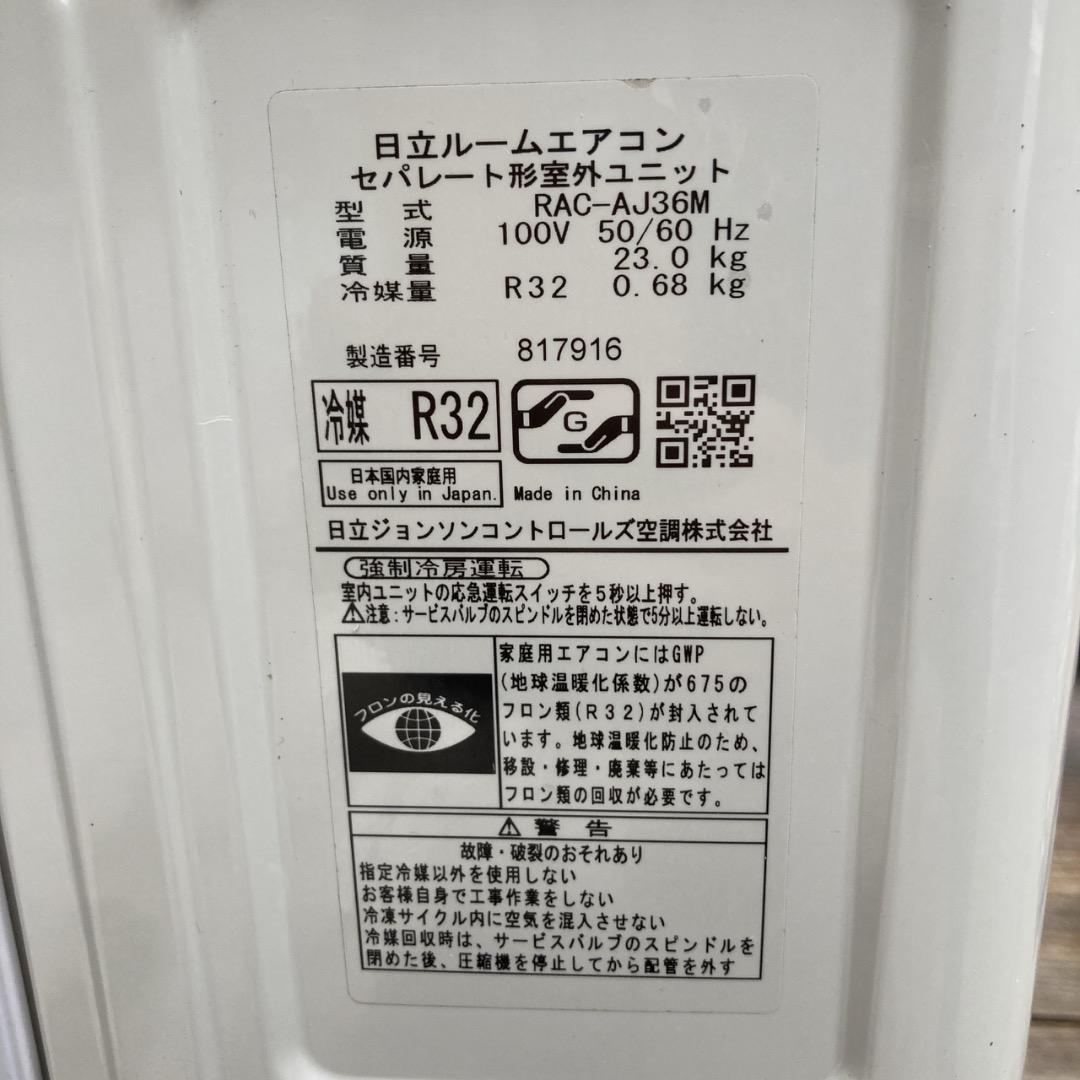 日立ルームエアコン
セパレート形室外ユニット
型 式 RAC-AJ36M
電 源 100V 50/60 Hz
質 量 23.0 kg
冷媒量 R32 0.68 kg
製造番号 817916
冷媒 R32
G
日本国内家庭用
Use only in Japan. Made in China
日立ジョンソンコントロールズ空調株式会社
強制冷房運転
室内ユニットの応急運転スイッチを5秒以上押す。
⚠注意:サービスバルブのスピンドルを閉めた状態で5分以上運転しない。
フロンの見える化
家庭用エアコンにはGWP
(地球温暖化係数)が675の
フロン類(R32)が封入されて
います。地球温暖化防止のため、
移設・修理・廃棄等にあたっては
フロン類の回収が必要です。
⚠ 警 告
故障・破裂のおそれあり
指定冷媒以外を使用しない
お客様自身で工事作業をしない
冷凍サイクル内に空気を混入させない
冷媒回収時は、サービスバルブのスピンドルを
閉めた後、圧縮機を停止してから配管を外す